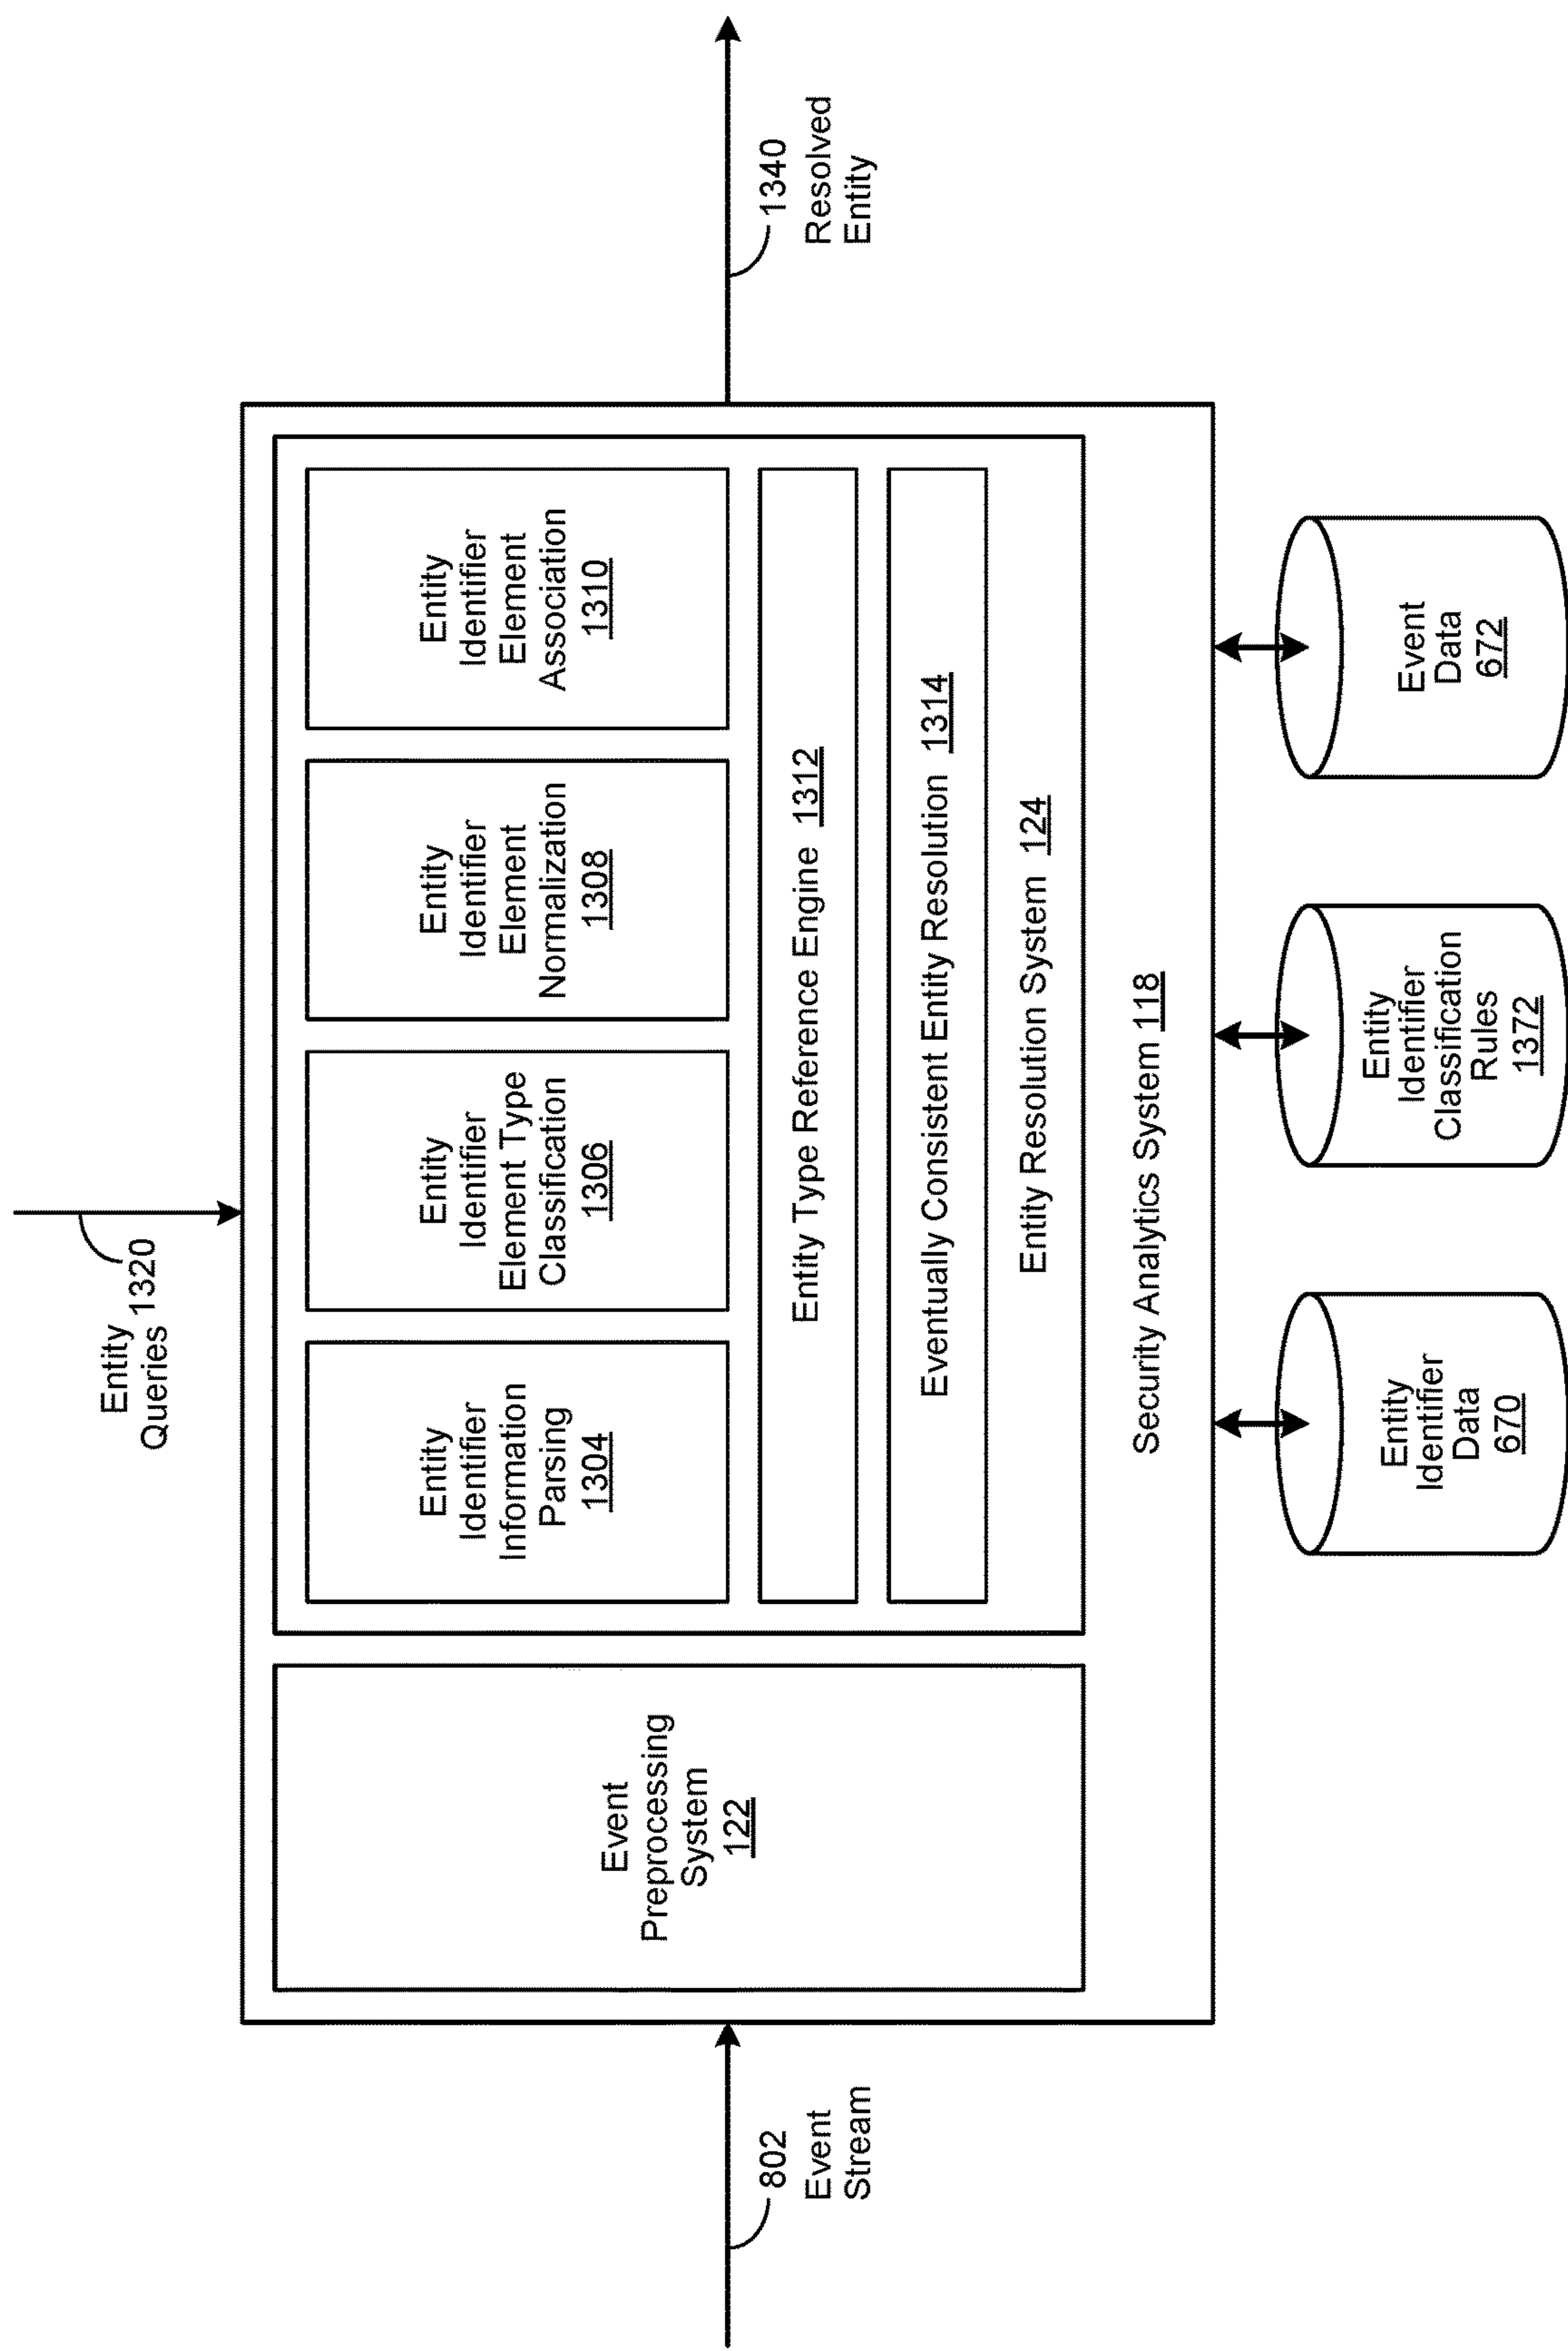 Entity
Queries 1320
802
Event
Stream
Event
Preprocessing
System
122
Entity
Identifier
Information
Parsing
1304
Entity
Identifier
Element Type
Classification
1306
Entity
Identifier
Element
Normalization
1308
Entity
Identifier
Element
Association
1310
Entity Type Reference Engine 1312
Eventually Consistent Entity Resolution 1314
Entity Resolution System 124
Security Analytics System 118
1340
Resolved
Entity
Entity
Identifier
Data
670
Entity
Identifier
Classification
Rules
1372
Event
Data
672